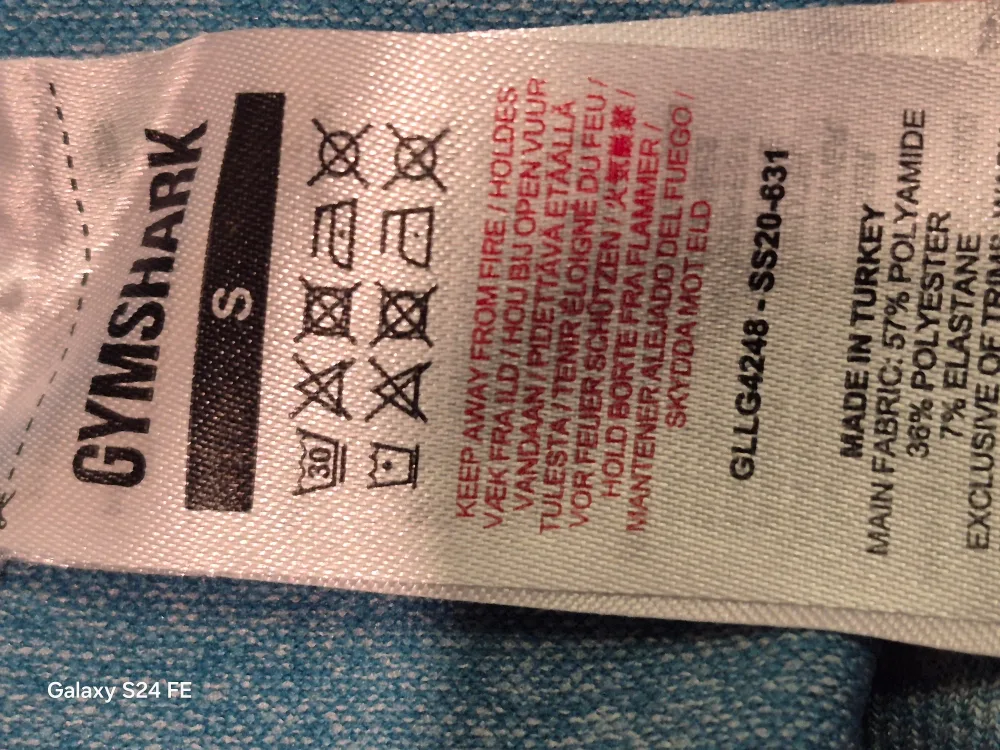 GYMSHARK
S
30
KEEP AWAY FROM FIRE / HOLDES
VÆK FRA ILD / HOU BIJ OPEN VUUR
VANDAAN / PIDETTÄVÄ ETÄÄLLÄ
TULESTA / TENIR ÉLOIGNÉ DU FEU /
VOR FEUER SCHÜTZEN / 火気厳禁 /
HOLD BORTE FRA FLAMMER /
MANTENER ALEJADO DEL FUEGO /
SKYDDA MOT ELD
GLLG4248 - SS20-631
MADE IN TURKEY
MAIN FABRIC: 57% POLYAMIDE
36% POLYESTER
7% ELASTANE
EXCLUSIVE OF TRIMS
Galaxy S24 FE